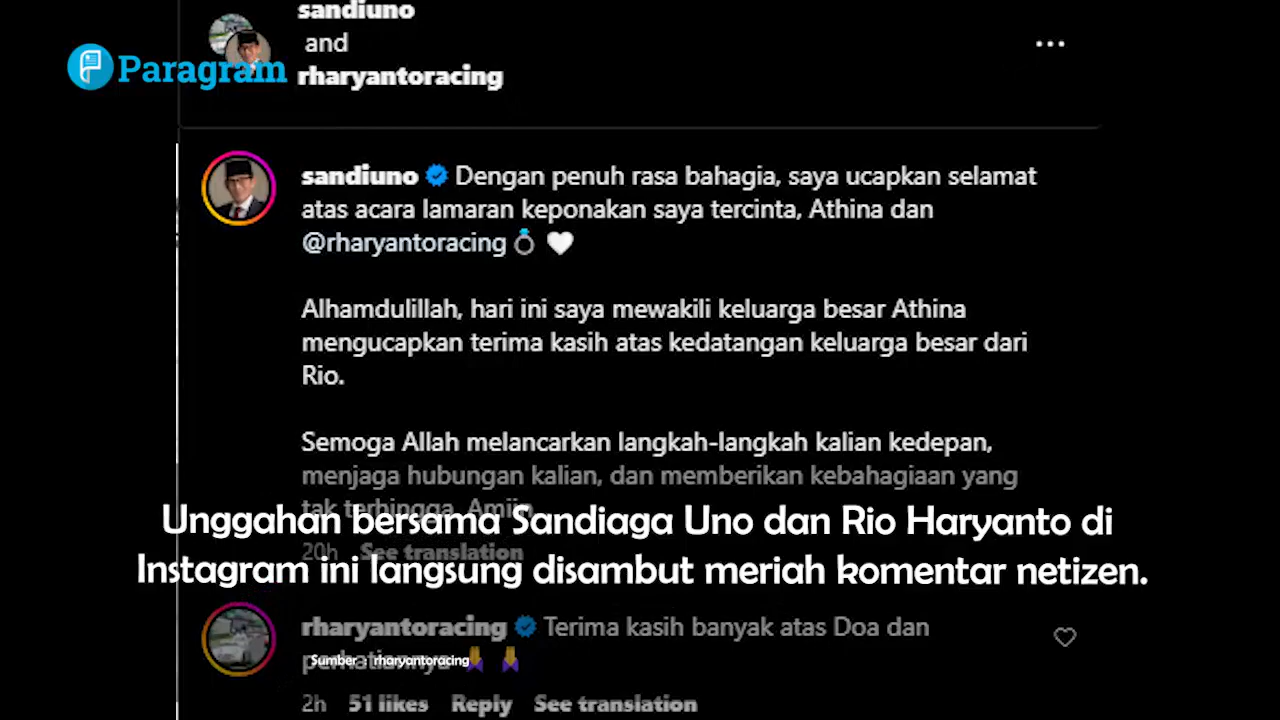 sandiuno
and
rharyantoracing
Paragram
sandiuno Dengan penuh rasa bahagia, saya ucapkan selamat
atas acara lamaran keponakan saya tercinta, Athina dan
@rharyantoracing
Alhamdulillah, hari ini saya mewakili keluarga besar Athina
mengucapkan terima kasih atas kedatangan keluarga besar dari
Rio.
Semoga Allah melancarkan langkah-langkah kalian kedepan,
menjaga hubungan kalian, dan memberikan kebahagiaan yang
tak terhingga. Amiin
Unggahan bersama Sandiaga Uno dan Rio Haryanto di
20h See translation
Instagram ini langsung disambut meriah komentar netizen.
rharyantoracing Terima kasih banyak atas Doa dan
perhatiannya
Sumber : rharyantoracing
2h 51 likes Reply See translation